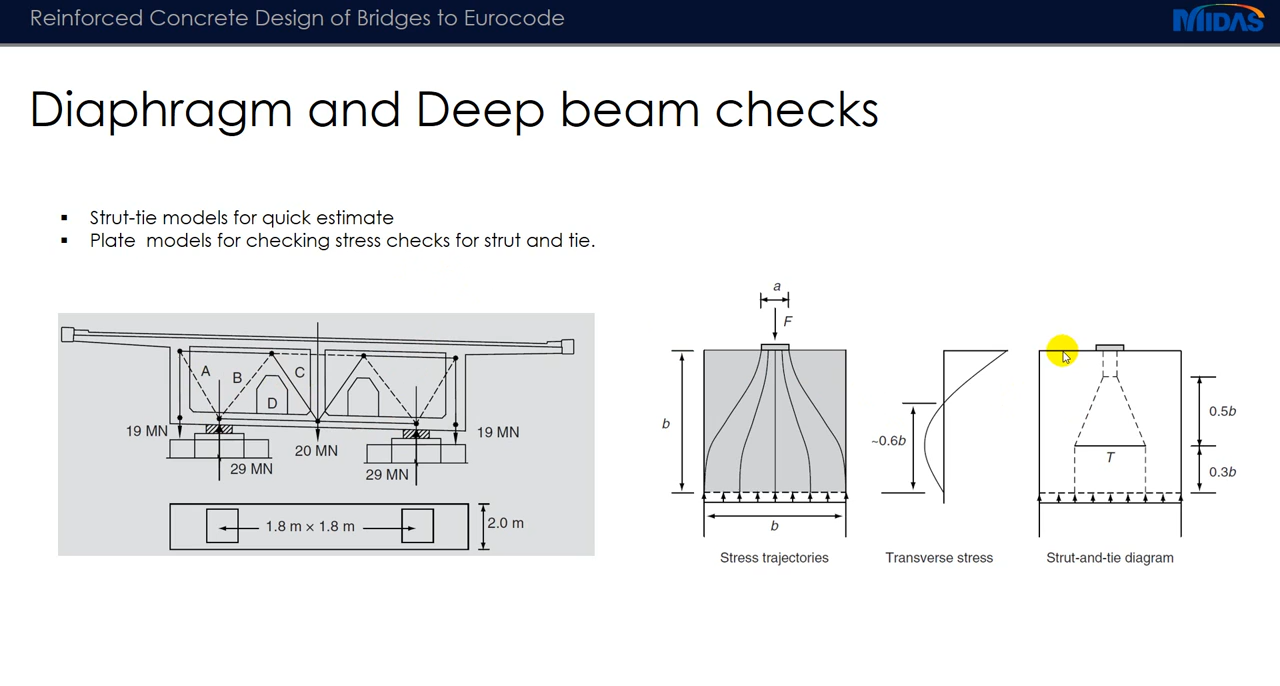 Reinforced Concrete Design of Bridges to Eurocode
MIDAS
Diaphragm and Deep beam checks
▪ Strut-tie models for quick estimate
▪ Plate models for checking stress checks for strut and tie.
A
B
C
D
19 MN
19 MN
20 MN
29 MN
29 MN
1.8 m × 1.8 m
2.0 m
a
F
b
b
Stress trajectories
~0.6b
Transverse stress
0.5b
T
0.3b
Strut-and-tie diagram